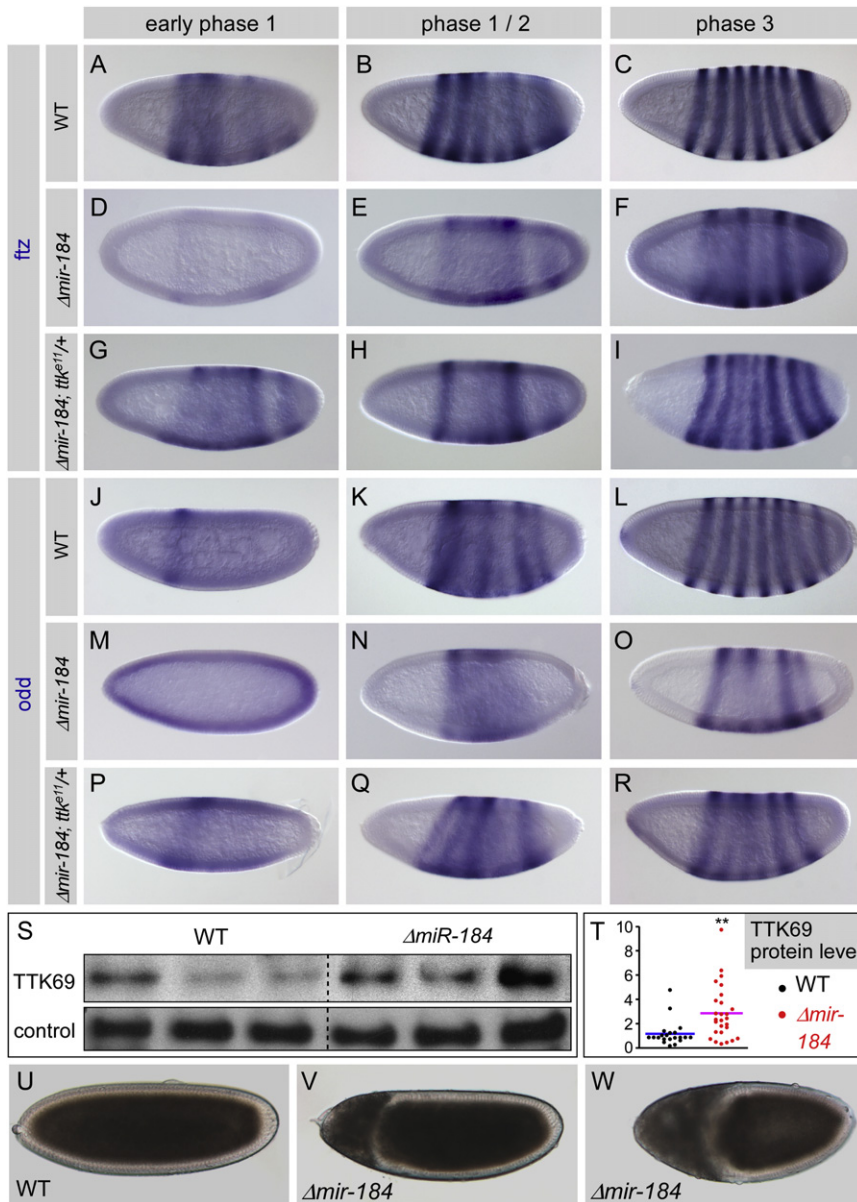 early phase 1 phase 1 / 2 phase 3
ftz
WT
A B C
Δmir-184
D E F
Δmir-184; ttkᵉ¹¹/+
G H I
odd
WT
J K L
Δmir-184
M N O
Δmir-184; ttkᵉ¹¹/+
P Q R
S WT ΔmiR-184
TTK69
control
T
10
8
6
4
2
0
**
TTK69
protein level
WT
Δmir-
184
U
WT
V
Δmir-184
W
Δmir-184